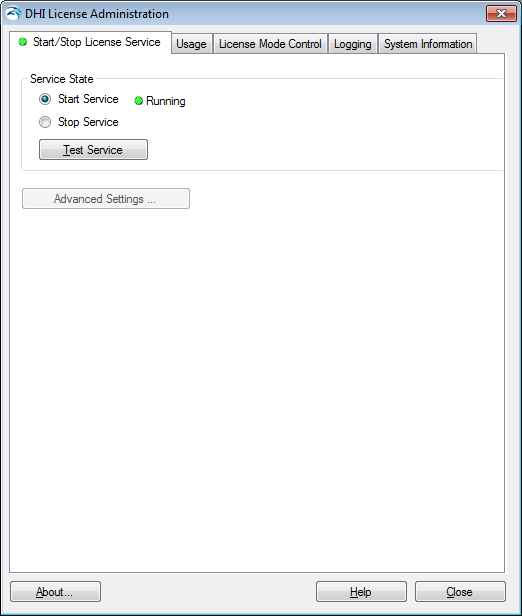 DHI License Administration
Start/Stop License Service Usage License Mode Control Logging System Information
Service State
Start Service Running
Stop Service
Test Service
Advanced Settings ...
About... Help Close